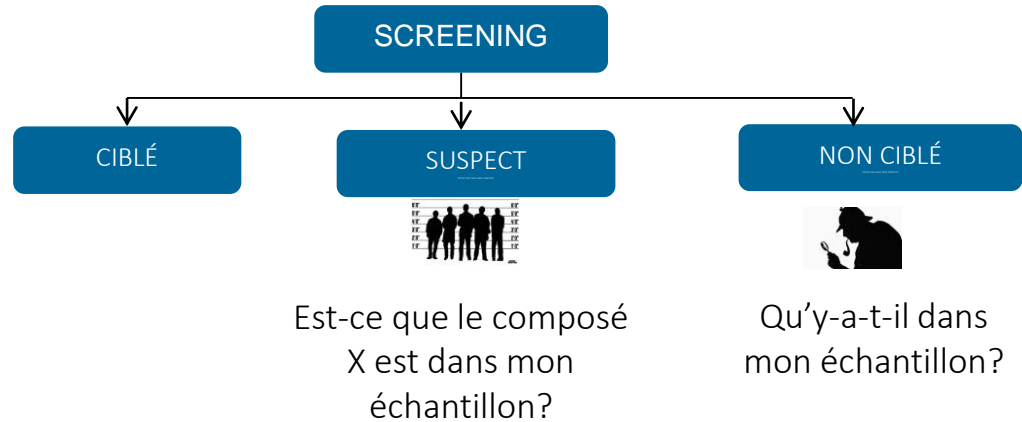 SCREENING
CIBLÉ
SUSPECT
NON CIBLÉ
Est-ce que le composé
X est dans mon
échantillon?
Qu'y-a-t-il dans
mon échantillon?